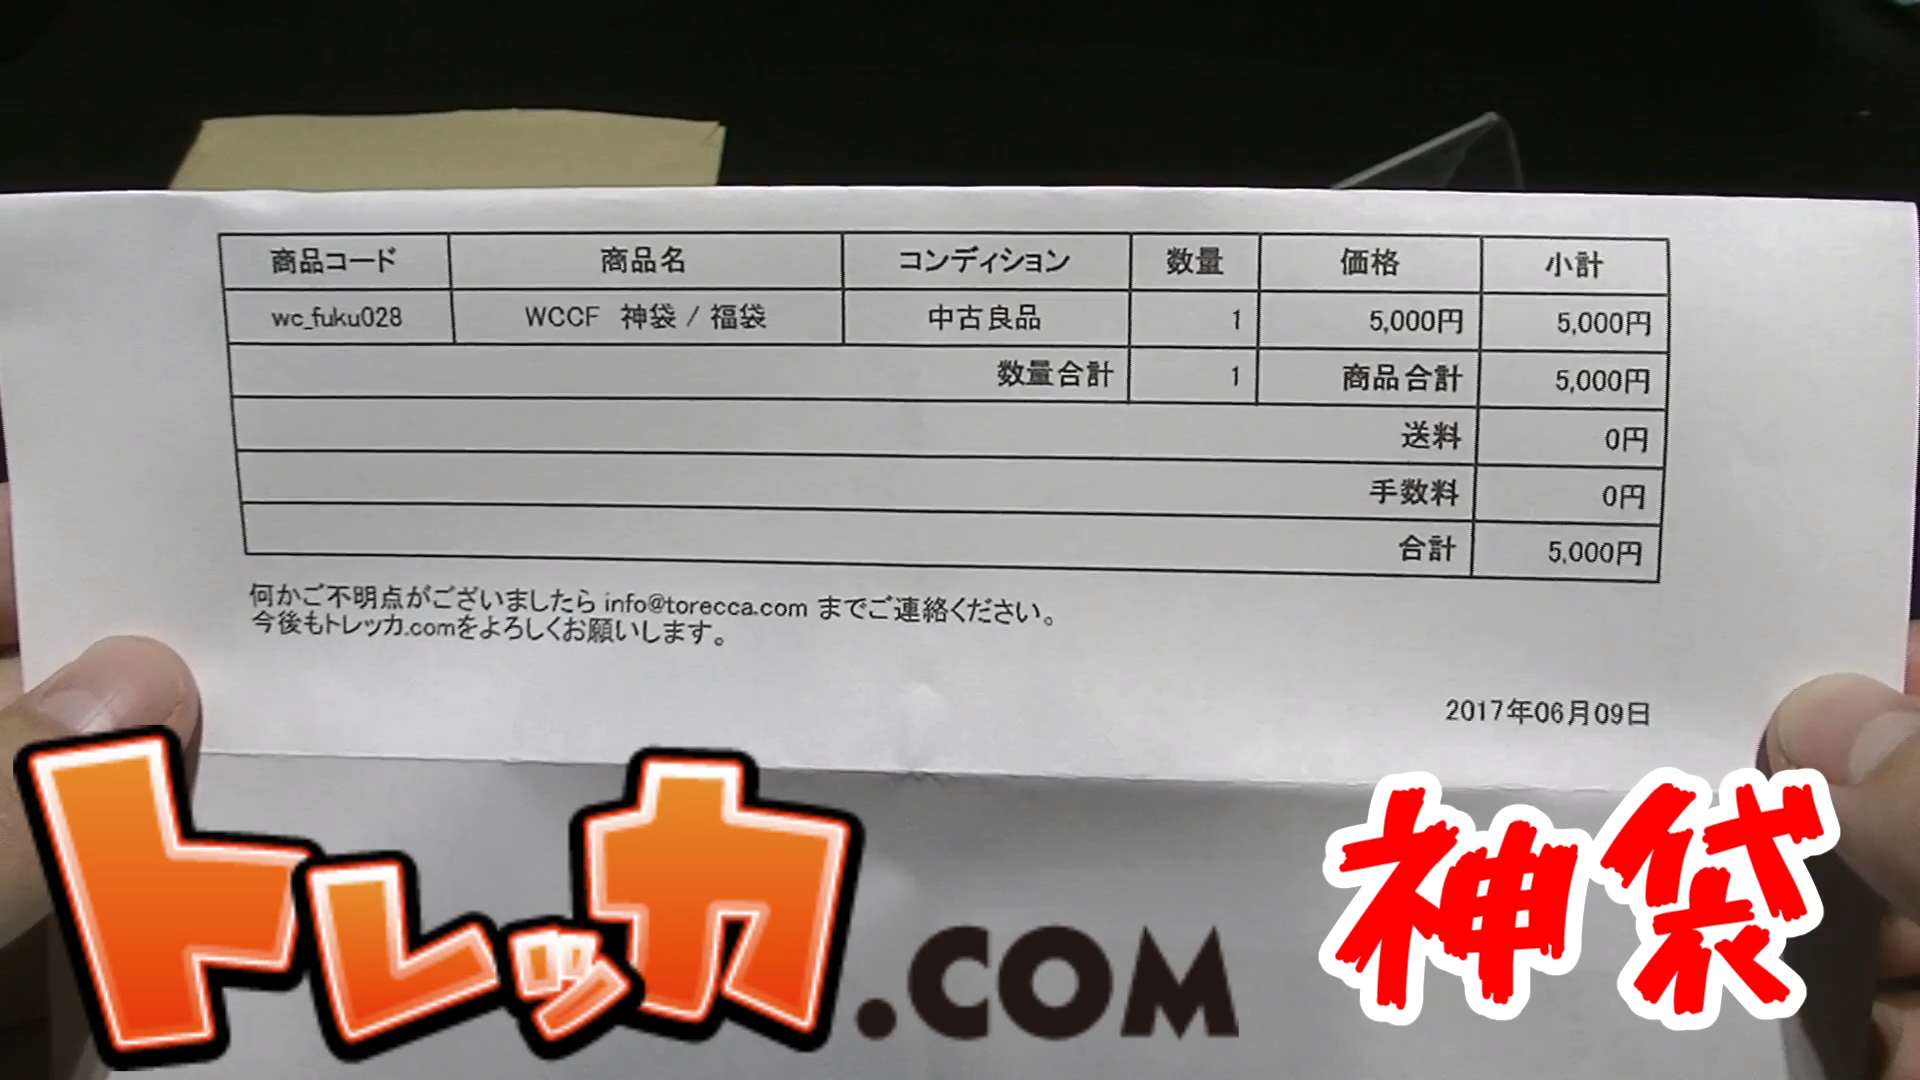 商品コード 商品名 コンディション 数量 価格 小計
wc_fuku028 WCCF 神袋 / 福袋 中古良品 1 5,000円 5,000円
数量合計 1 商品合計 5,000円
送料 0円
手数料 0円
合計 5,000円
何かご不明点がございましたら info@torecca.com までご連絡ください。
今後もトレッカ.comをよろしくお願いします。
2017年06月09日
トレッカ.COM
神袋